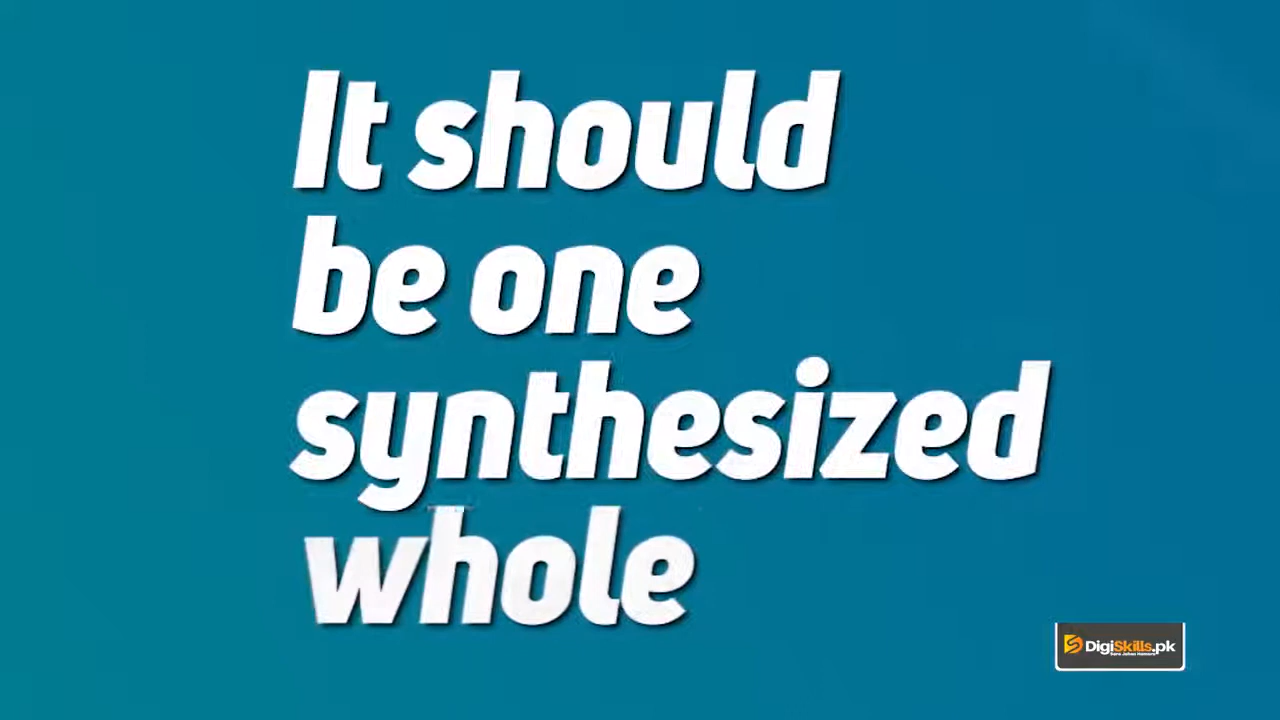 It should
be one
synthesized
whole
DigiSkills.pk